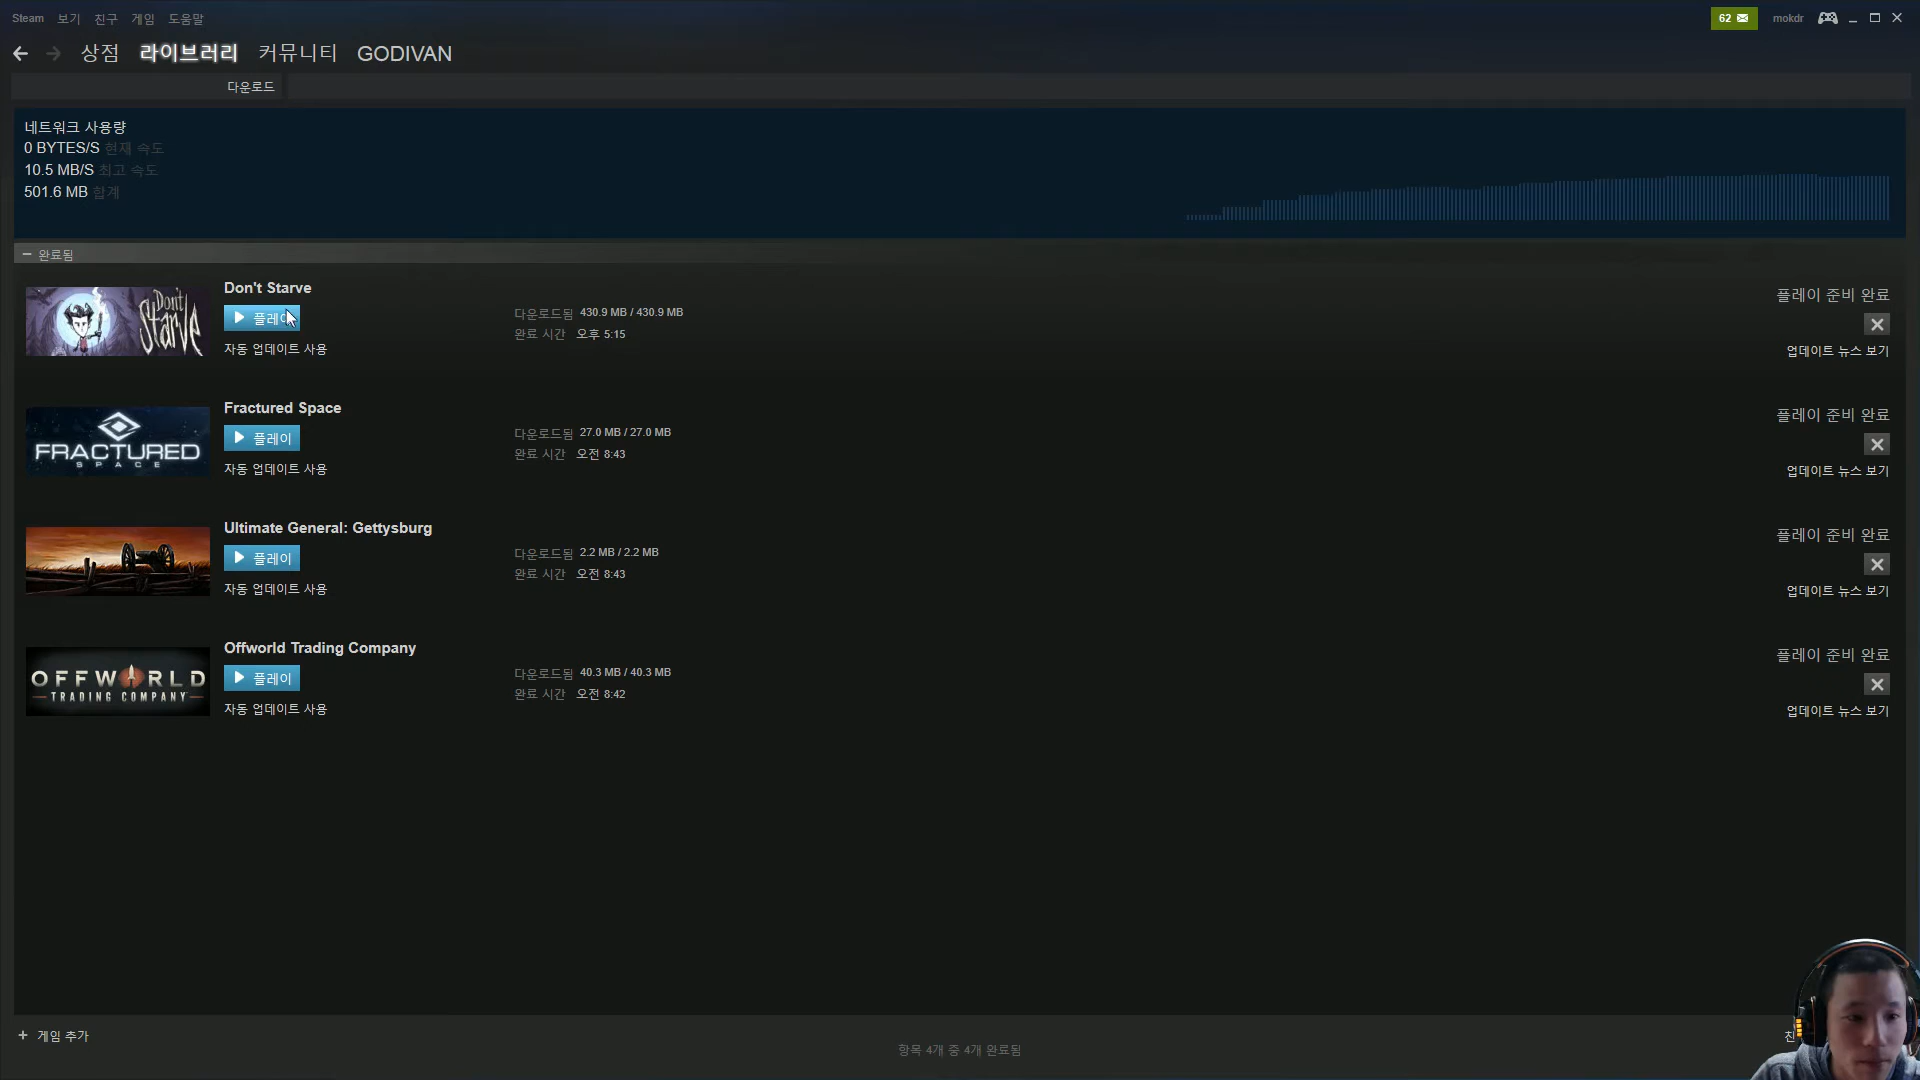 Steam 보기 친구 게임 도움말
62
mokdr
상점 라이브러리 커뮤니티 GODIVAN
다운로드
네트워크 사용량
0 BYTES/S 현재 속도
10.5 MB/S 최고 속도
501.6 MB 합계
완료됨
Don't Starve
Don't Starve
플레이
자동 업데이트 사용
다운로드됨 430.9 MB / 430.9 MB
완료 시간 오후 5:15
플레이 준비 완료
업데이트 뉴스 보기
FRACTURED
SPACE
Fractured Space
플레이
자동 업데이트 사용
다운로드됨 27.0 MB / 27.0 MB
완료 시간 오전 8:43
플레이 준비 완료
업데이트 뉴스 보기
Ultimate General: Gettysburg
플레이
자동 업데이트 사용
다운로드됨 2.2 MB / 2.2 MB
완료 시간 오전 8:43
플레이 준비 완료
업데이트 뉴스 보기
OFFWORLD
TRADING COMPANY
Offworld Trading Company
플레이
자동 업데이트 사용
다운로드됨 40.3 MB / 40.3 MB
완료 시간 오전 8:42
플레이 준비 완료
업데이트 뉴스 보기
+ 게임 추가
항목 4개 중 4개 완료됨
친